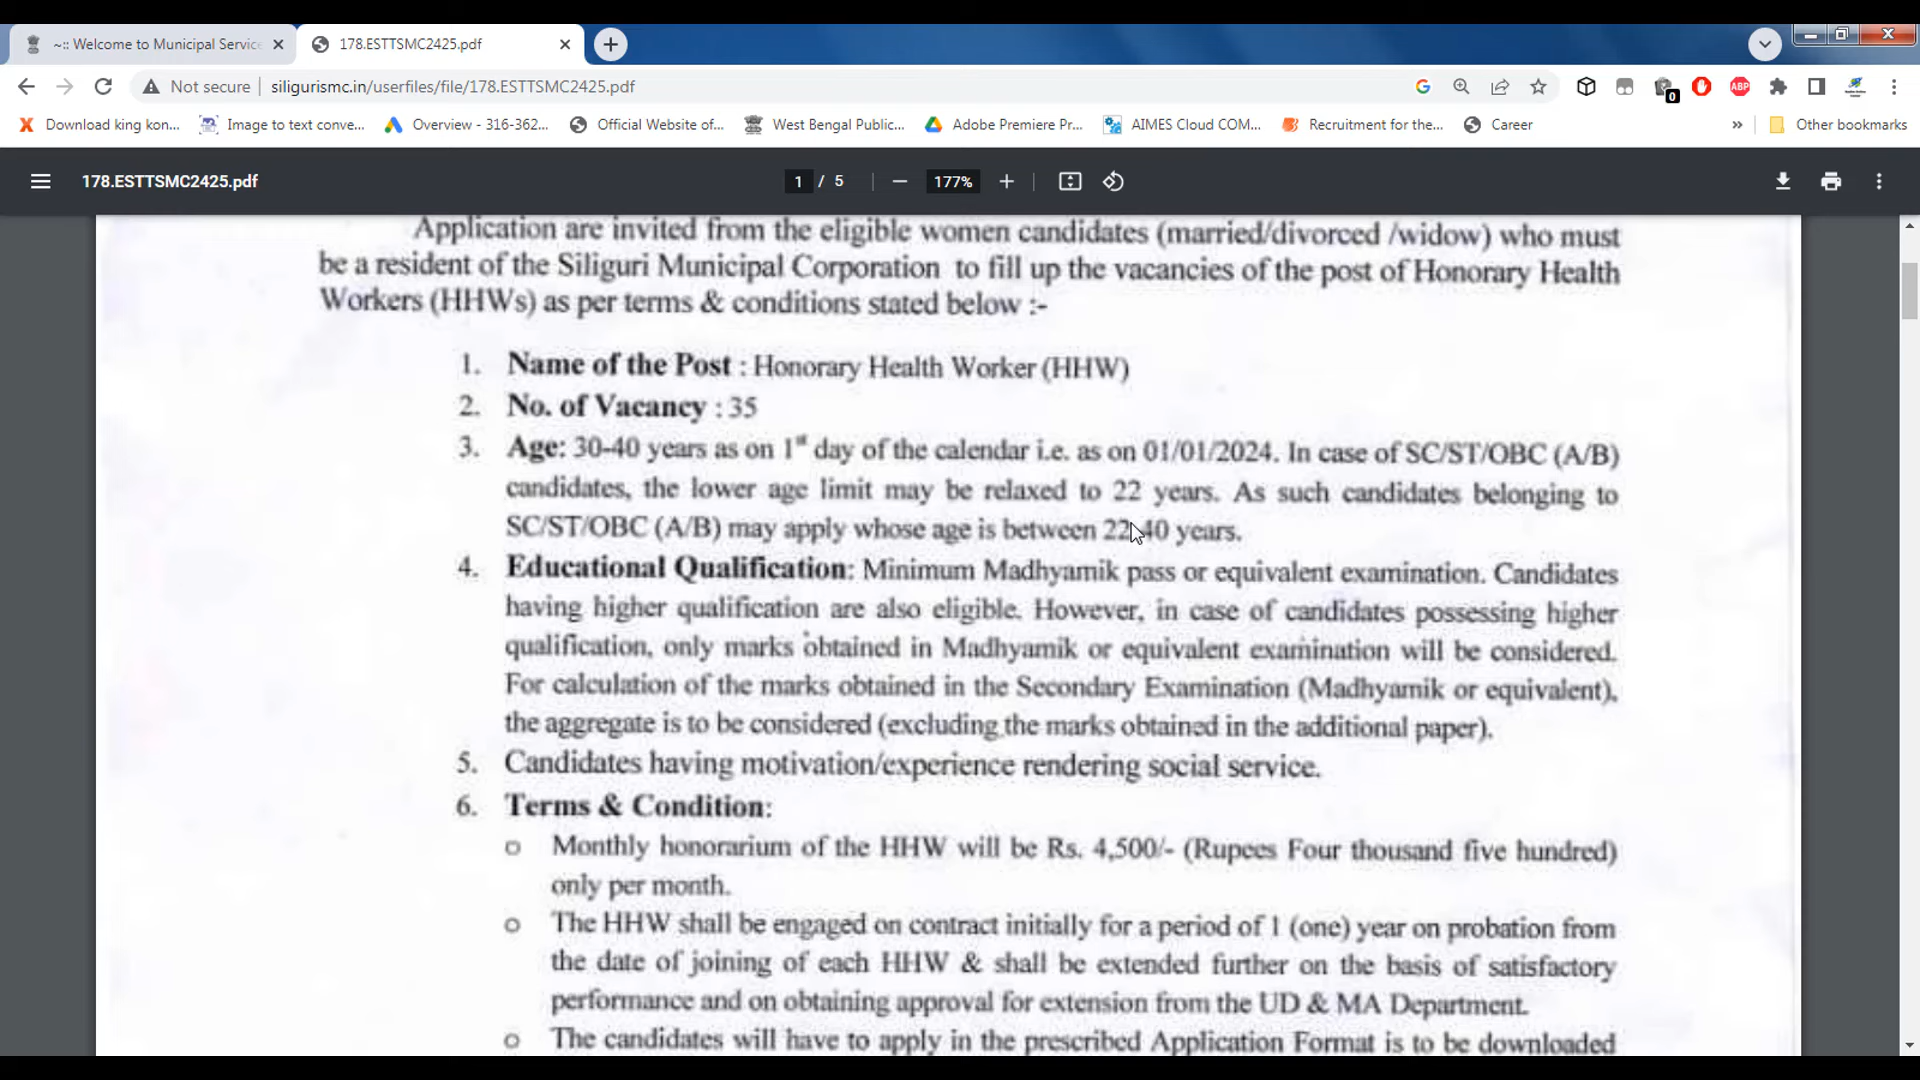 ~:: Welcome to Municipal Service
178.ESTTSMC2425.pdf
Not secure
siligurismc.in/userfiles/file/178.ESTTSMC2425.pdf
0
ABP
Download king kon...
Image to text conve...
Overview - 316-362...
Official Website of...
West Bengal Public...
Adobe Premiere Pr...
AIMES Cloud COM...
Recruitment for the...
Career
»
Other bookmarks
178.ESTTSMC2425.pdf
1 / 5
177%
Application are invited from the eligible women candidates (married/divorced /widow) who must
be a resident of the Siliguri Municipal Corporation to fill up the vacancies of the post of Honorary Health
Workers (HHWs) as per terms & conditions stated below :-
1. Name of the Post : Honorary Health Worker (HHW)
2. No. of Vacancy : 35
3. Age: 30-40 years as on 1st day of the calendar i.e. as on 01/01/2024. In case of SC/ST/OBC (A/B)
candidates, the lower age limit may be relaxed to 22 years. As such candidates belonging to
SC/ST/OBC (A/B) may apply whose age is between 22-40 years.
4. Educational Qualification: Minimum Madhyamik pass or equivalent examination. Candidates
having higher qualification are also eligible. However, in case of candidates possessing higher
qualification, only marks obtained in Madhyamik or equivalent examination will be considered.
For calculation of the marks obtained in the Secondary Examination (Madhyamik or equivalent),
the aggregate is to be considered (excluding the marks obtained in the additional paper).
5. Candidates having motivation/experience rendering social service.
6. Terms & Condition:
o Monthly honorarium of the HHW will be Rs. 4,500/- (Rupees Four thousand five hundred)
only per month.
o The HHW shall be engaged on contract initially for a period of 1 (one) year on probation from
the date of joining of each HHW & shall be extended further on the basis of satisfactory
performance and on obtaining approval for extension from the UD & MA Department.
o The candidates will have to apply in the prescribed Application Format is to be downloaded